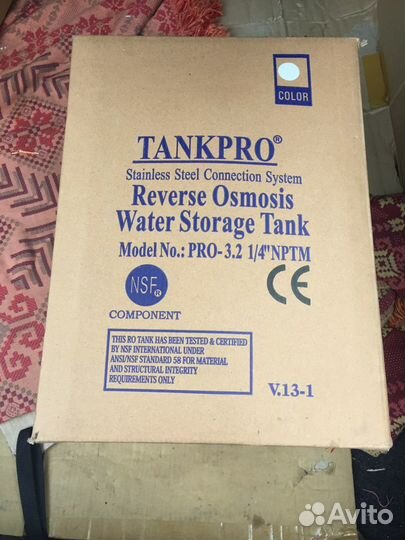 COLOR
TANKPRO®
Stainless Steel Connection System
Reverse Osmosis
Water Storage Tank
Model No.: PRO-3.2 1/4"NPTM
NSF®
CE
COMPONENT
THIS RO TANK HAS BEEN TESTED & CERTIFIED
BY NSF INTERNATIONAL UNDER
ANSI/NSF STANDARD 58 FOR MATERIAL
AND STRUCTURAL INTEGRITY
REQUIREMENTS ONLY
V.13-1
Avito